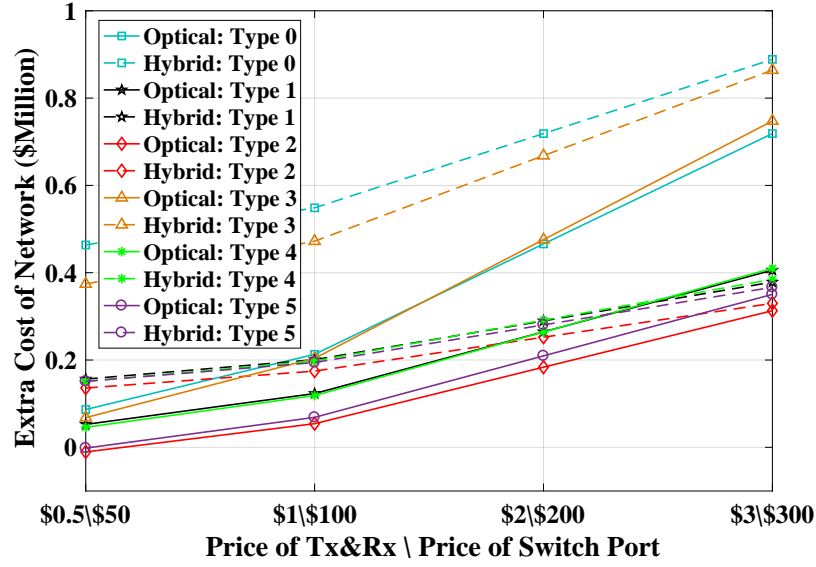 Extra Cost of Network ($Million)
1
0.8
0.6
0.4
0.2
0
Optical: Type 0
Hybrid: Type 0
Optical: Type 1
Hybrid: Type 1
Optical: Type 2
Hybrid: Type 2
Optical: Type 3
Hybrid: Type 3
Optical: Type 4
Hybrid: Type 4
Optical: Type 5
Hybrid: Type 5
$0.5\$50 $1\$100 $2\$200 $3\$300
Price of Tx&Rx \ Price of Switch Port